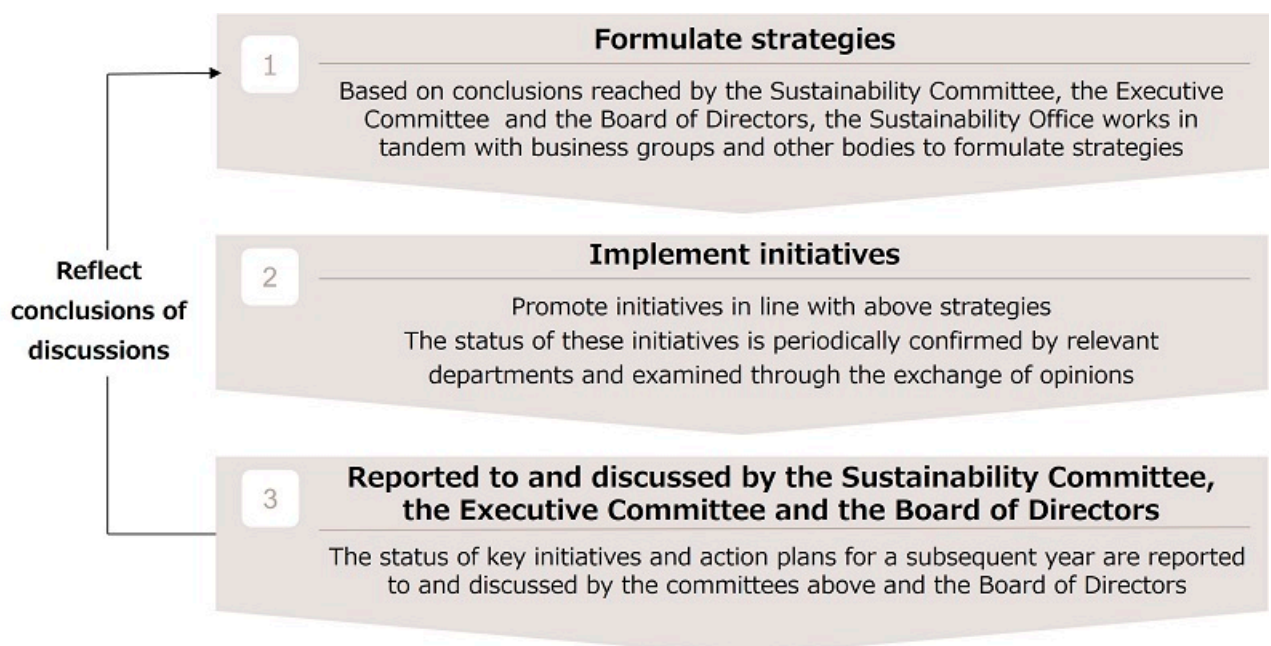 1
Formulate strategies
Based on conclusions reached by the Sustainability Committee, the Executive
Committee and the Board of Directors, the Sustainability Office works in
tandem with business groups and other bodies to formulate strategies
Reflect
conclusions of
discussions
2
Implement initiatives
Promote initiatives in line with above strategies
The status of these initiatives is periodically confirmed by relevant
departments and examined through the exchange of opinions
3
Reported to and discussed by the Sustainability Committee,
the Executive Committee and the Board of Directors
The status of key initiatives and action plans for a subsequent year are reported
to and discussed by the committees above and the Board of Directors